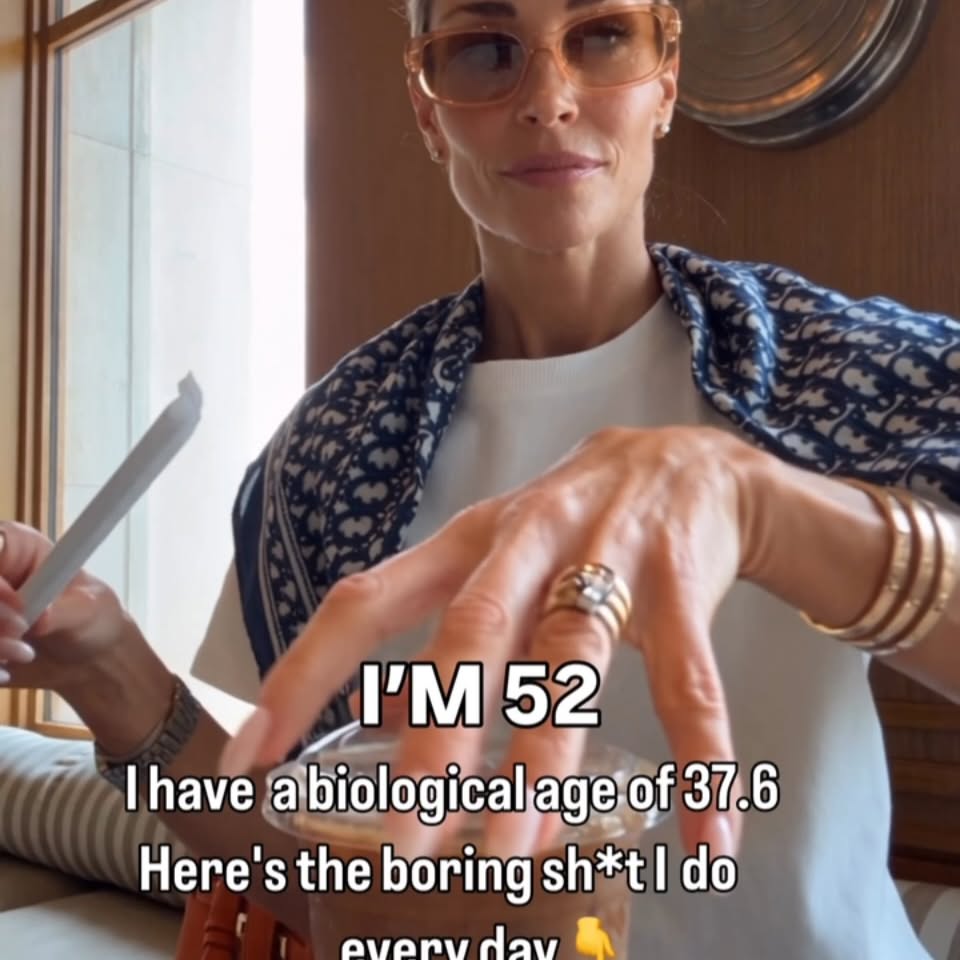 I'M 52
I have a biological age of 37.6
Here's the boring sh*t I do
every day 👇